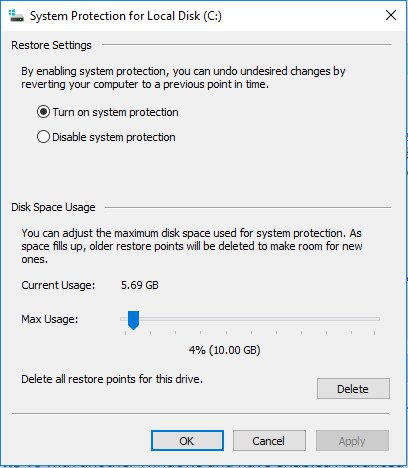 System Protection for Local Disk (C:)
Restore Settings
By enabling system protection, you can undo undesired changes by
reverting your computer to a previous point in time.
Turn on system protection
Disable system protection
Disk Space Usage
You can adjust the maximum disk space used for system protection. As
space fills up, older restore points will be deleted to make room for new
ones.
Current Usage: 5.69 GB
Max Usage:
4% (10.00 GB)
Delete all restore points for this drive.
Delete
OK Cancel Apply